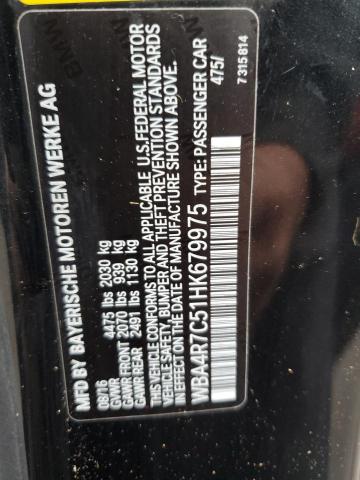 MFD BY BAYERISCHE MOTOREN WERKE AG
08/16
GVWR 4475 lbs 2030 kg
GAWR FRONT 2070 lbs 939 kg
GAWR REAR 2491 lbs 1130 kg
THIS VEHICLE CONFORMS TO ALL APPLICABLE U.S. FEDERAL MOTOR
VEHICLE SAFETY, BUMPER AND THEFT PREVENTION STANDARDS
IN EFFECT ON THE DATE OF MANUFACTURE SHOWN ABOVE.
WBA4R7C51HK679975 TYPE: PASSENGER CAR
475/
7 315 814